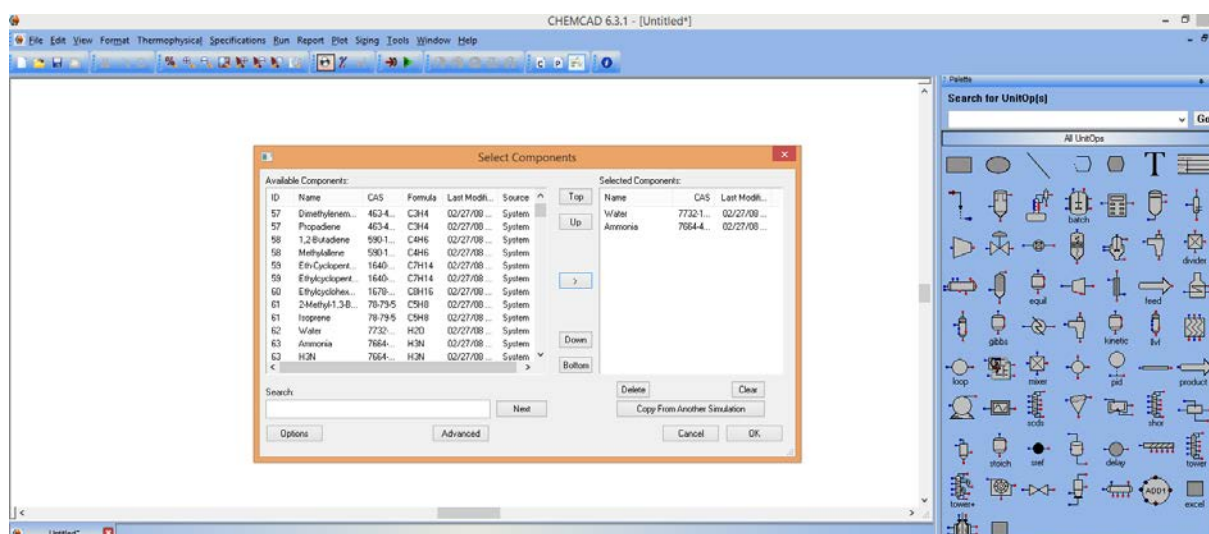 CHEMCAD 6.3.1 - [Untitled*]
File Edit View Format Thermophysical Specifications Run Report Plot Sizing Tools Window Help
C P
Palette
Search for UnitOp(s)
Go
All UnitOps
T
batch
divider
equil
feed
gibbs
kinetic
llvl
loop
mixer
pid
product
scds
shor
stoich
sref
delay
tower
tower+
ADD1
excel
Select Components
Available Components:
ID Name CAS Formula Last Modifi... Source
57 Dimethylenem... 463-4... C3H4 02/27/08 ... System
57 Propadiene 463-4... C3H4 02/27/08 ... System
58 1,2-Butadiene 590-1... C4H6 02/27/08 ... System
58 Methylallene 590-1... C4H6 02/27/08 ... System
59 Eth-Cyclopent... 1640-... C7H14 02/27/08 ... System
59 Ethylcyclopent... 1640-... C7H14 02/27/08 ... System
60 Ethylcyclohex... 1678-... C8H16 02/27/08 ... System
61 2-Methyl-1,3-B... 78-79-5 C5H8 02/27/08 ... System
61 Isoprene 78-79-5 C5H8 02/27/08 ... System
62 Water 7732-... H2O 02/27/08 ... System
63 Ammonia 7664-... H3N 02/27/08 ... System
63 H3N 7664-... H3N 02/27/08 ... System
Top
Up
>
Down
Bottom
Selected Components:
Name CAS Last Modifi...
Water 7732-1... 02/27/08 ...
Ammonia 7664-4... 02/27/08 ...
Search:
Next
Delete Clear
Copy From Another Simulation
Options Advanced Cancel OK
Untitled*